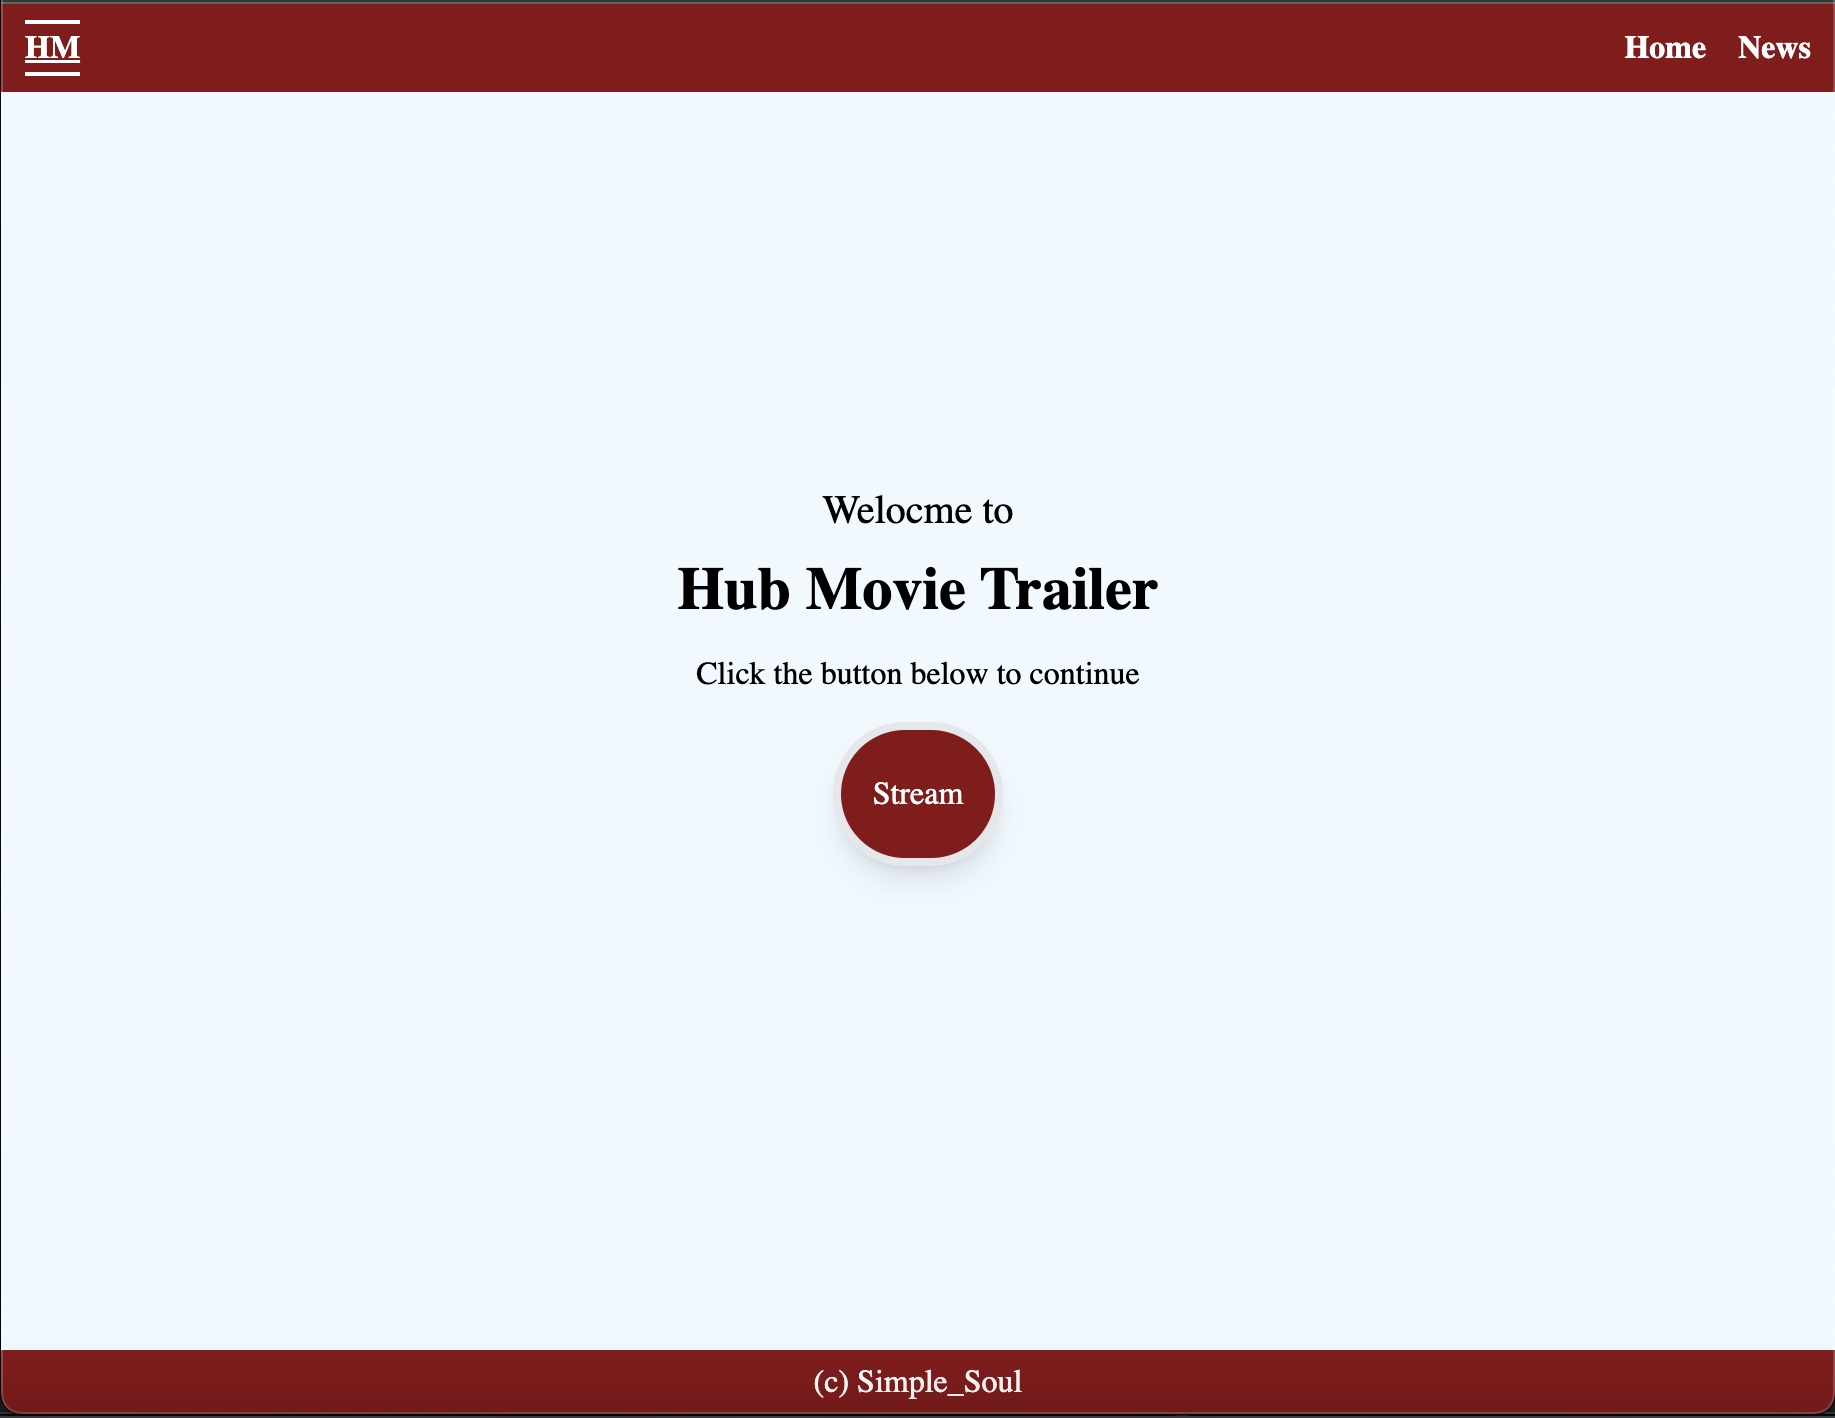 HM
Home News
Welocme to
Hub Movie Trailer
Click the button below to continue
Stream
(c) Simple_Soul